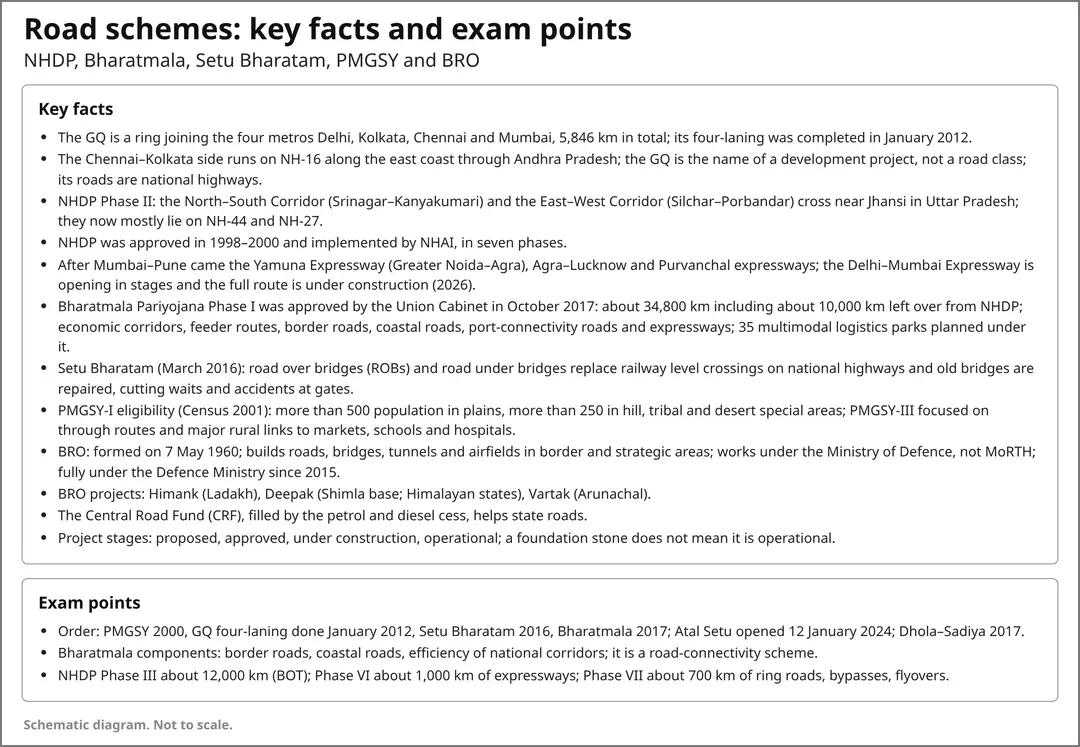 Road schemes: key facts and exam points
NHDP, Bharatmala, Setu Bharatam, PMGSY and BRO
Key facts
• The GQ is a ring joining the four metros Delhi, Kolkata, Chennai and Mumbai, 5,846 km in total; its four-laning was completed in January 2012.
• The Chennai–Kolkata side runs on NH-16 along the east coast through Andhra Pradesh; the GQ is the name of a development project, not a road class;
its roads are national highways.
• NHDP Phase II: the North–South Corridor (Srinagar–Kanyakumari) and the East–West Corridor (Silchar–Porbandar) cross near Jhansi in Uttar Pradesh;
they now mostly lie on NH-44 and NH-27.
• NHDP was approved in 1998–2000 and implemented by NHAI, in seven phases.
• After Mumbai–Pune came the Yamuna Expressway (Greater Noida–Agra), Agra–Lucknow and Purvanchal expressways; the Delhi–Mumbai Expressway is
opening in stages and the full route is under construction (2026).
• Bharatmala Pariyojana Phase I was approved by the Union Cabinet in October 2017: about 34,800 km including about 10,000 km left over from NHDP;
economic corridors, feeder routes, border roads, coastal roads, port-connectivity roads and expressways; 35 multimodal logistics parks planned under
it.
• Setu Bharatam (March 2016): road over bridges (ROBs) and road under bridges replace railway level crossings on national highways and old bridges are
repaired, cutting waits and accidents at gates.
• PMGSY-I eligibility (Census 2001): more than 500 population in plains, more than 250 in hill, tribal and desert special areas; PMGSY-III focused on
through routes and major rural links to markets, schools and hospitals.
• BRO: formed on 7 May 1960; builds roads, bridges, tunnels and airfields in border and strategic areas; works under the Ministry of Defence, not MoRTH;
fully under the Defence Ministry since 2015.
• BRO projects: Himank (Ladakh), Deepak (Shimla base; Himalayan states), Vartak (Arunachal).
• The Central Road Fund (CRF), filled by the petrol and diesel cess, helps state roads.
• Project stages: proposed, approved, under construction, operational; a foundation stone does not mean it is operational.
Exam points
• Order: PMGSY 2000, GQ four-laning done January 2012, Setu Bharatam 2016, Bharatmala 2017; Atal Setu opened 12 January 2024; Dhola–Sadiya 2017.
• Bharatmala components: border roads, coastal roads, efficiency of national corridors; it is a road-connectivity scheme.
• NHDP Phase III about 12,000 km (BOT); Phase VI about 1,000 km of expressways; Phase VII about 700 km of ring roads, bypasses, flyovers.
Schematic diagram. Not to scale.